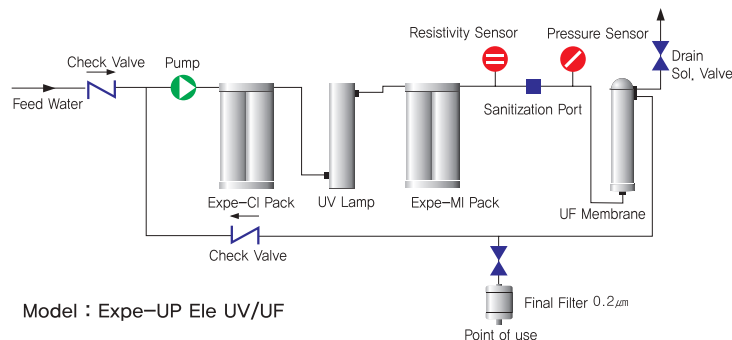 Resistivity Sensor
Pressure Sensor
Check Valve
Pump
Drain
Sol. Valve
Feed Water
Sanitization Port
Expe-CI Pack
UV Lamp
Expe-MI Pack
UF Membrane
Check Valve
Model : Expe-UP Ele UV/UF
Final Filter 0.2㎛
Point of use